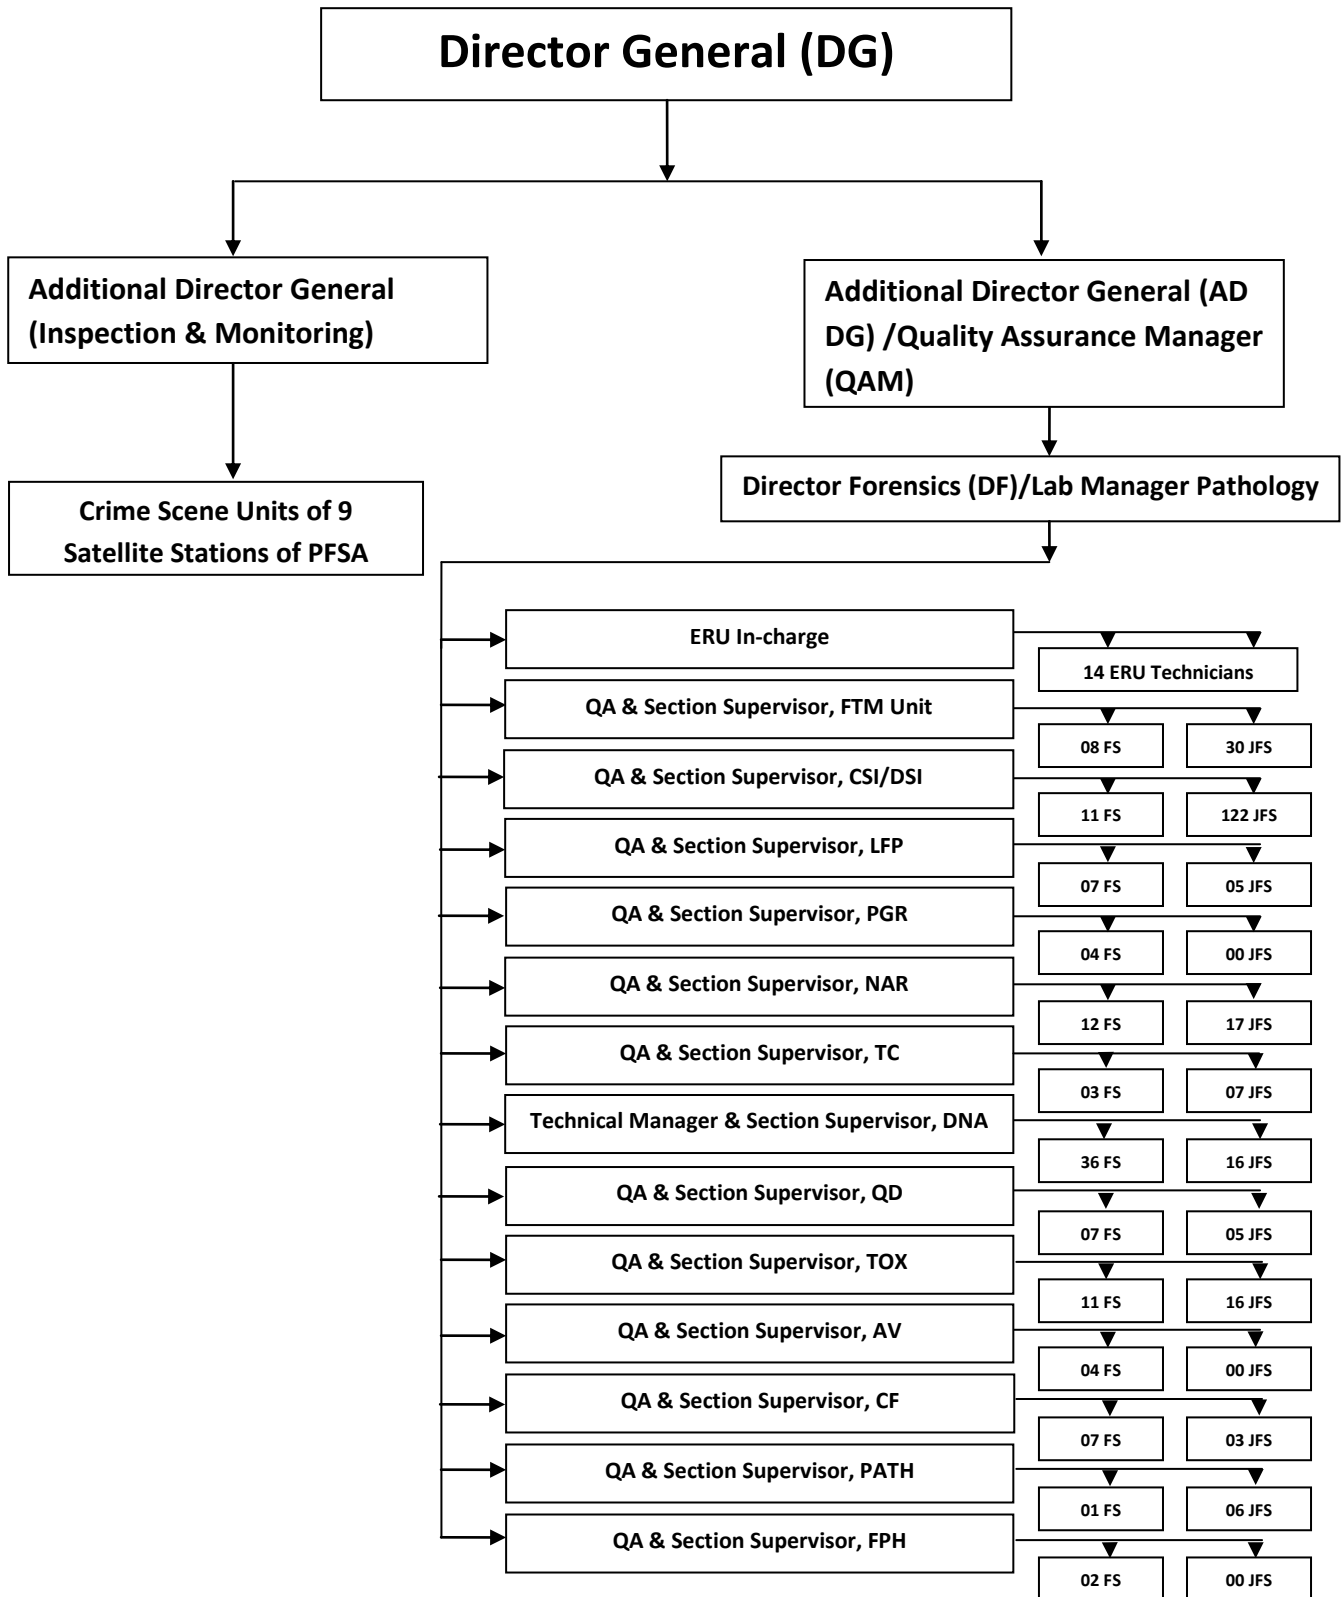 Director General (DG)
Additional Director General
(Inspection & Monitoring)
Additional Director General (AD
DG) /Quality Assurance Manager
(QAM)
Director Forensics (DF)/Lab Manager Pathology
Crime Scene Units of 9
Satellite Stations of PFSA
ERU In-charge
14 ERU Technicians
QA & Section Supervisor, FTM Unit
08 FS
30 JFS
QA & Section Supervisor, CSI/DSI
11 FS
122 JFS
QA & Section Supervisor, LFP
07 FS
05 JFS
QA & Section Supervisor, PGR
04 FS
00 JFS
QA & Section Supervisor, NAR
12 FS
17 JFS
QA & Section Supervisor, TC
03 FS
07 JFS
Technical Manager & Section Supervisor, DNA
36 FS
16 JFS
QA & Section Supervisor, QD
07 FS
05 JFS
QA & Section Supervisor, TOX
11 FS
16 JFS
QA & Section Supervisor, AV
04 FS
00 JFS
QA & Section Supervisor, CF
07 FS
03 JFS
QA & Section Supervisor, PATH
01 FS
06 JFS
QA & Section Supervisor, FPH
02 FS
00 JFS